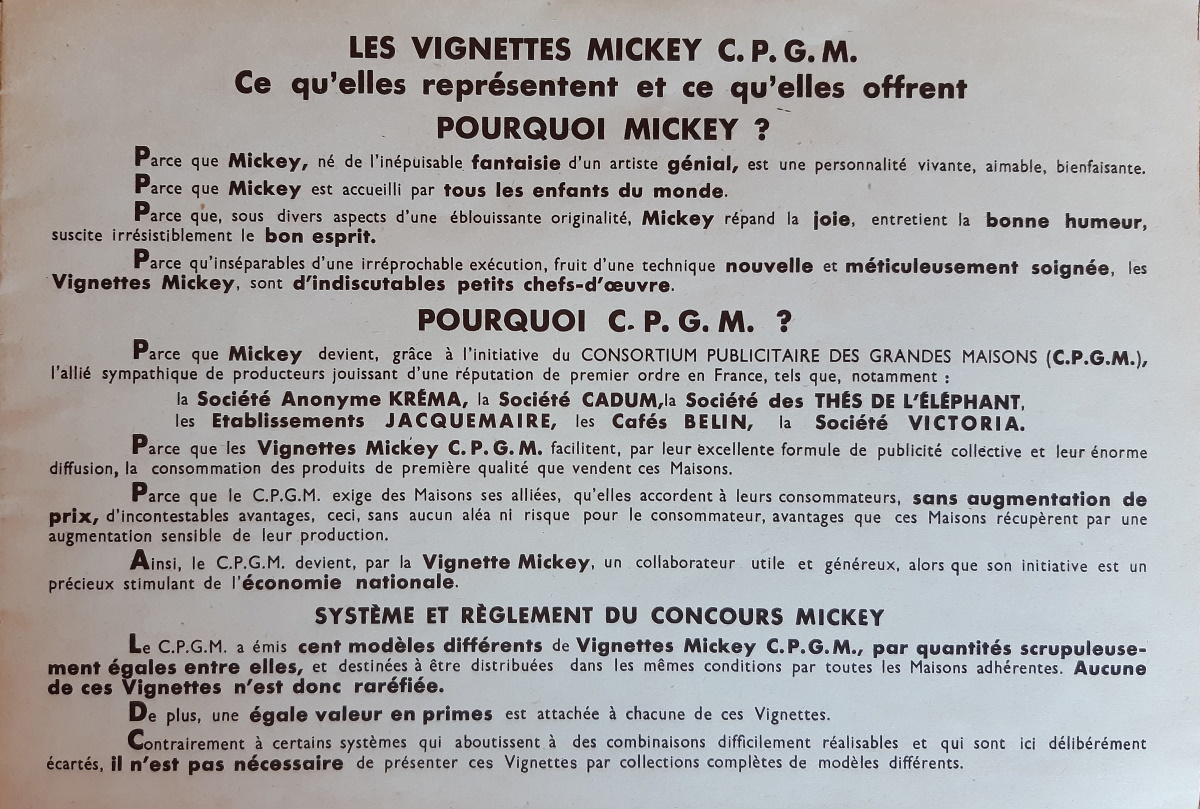 LES VIGNETTES MICKEY C.P.G.M.
Ce qu'elles représentent et ce qu'elles offrent
POURQUOI MICKEY ?
Parce que Mickey, né de l'inépuisable fantaisie d'un artiste génial, est une personnalité vivante, aimable, bienfaisante.
Parce que Mickey est accueilli par tous les enfants du monde.
Parce que, sous divers aspects d'une éblouissante originalité, Mickey répand la joie, entretient la bonne humeur,
suscite irrésistiblement le bon esprit.
Parce qu'inséparables d'une irréprochable exécution, fruit d'une technique nouvelle et méticuleusement soignée, les
Vignettes Mickey, sont d'indiscutables petits chefs-d'œuvre.
POURQUOI C.P.G.M. ?
Parce que Mickey devient, grâce à l'initiative du CONSORTIUM PUBLICITAIRE DES GRANDES MAISONS (C.P.G.M.),
l'allié sympathique de producteurs jouissant d'une réputation de premier ordre en France, tels que, notamment :
la Société Anonyme KRÉMA, la Société CADUM, la Société des THÉS DE L'ÉLÉPHANT,
les Etablissements JACQUEMAIRE, les Cafés BELIN, la Société VICTORIA.
Parce que les Vignettes Mickey C.P.G.M. facilitent, par leur excellente formule de publicité collective et leur énorme
diffusion, la consommation des produits de première qualité que vendent ces Maisons.
Parce que le C.P.G.M. exige des Maisons ses alliées, qu'elles accordent à leurs consommateurs, sans augmentation de
prix, d'incontestables avantages, ceci, sans aucun aléa ni risque pour le consommateur, avantages que ces Maisons récupèrent par une
augmentation sensible de leur production.
Ainsi, le C.P.G.M. devient, par la Vignette Mickey, un collaborateur utile et généreux, alors que son initiative est un
précieux stimulant de l'économie nationale.
SYSTÈME ET RÈGLEMENT DU CONCOURS MICKEY
Le C.P.G.M. a émis cent modèles différents de Vignettes Mickey C.P.G.M., par quantités scrupuleuse-
ment égales entre elles, et destinées à être distribuées dans les mêmes conditions par toutes les Maisons adhérentes. Aucune
de ces Vignettes n'est donc raréfiée.
De plus, une égale valeur en primes est attachée à chacune de ces Vignettes.
Contrairement à certains systèmes qui aboutissent à des combinaisons difficilement réalisables et qui sont ici délibérément
écartés, il n'est pas nécessaire de présenter ces Vignettes par collections complètes de modèles différents.